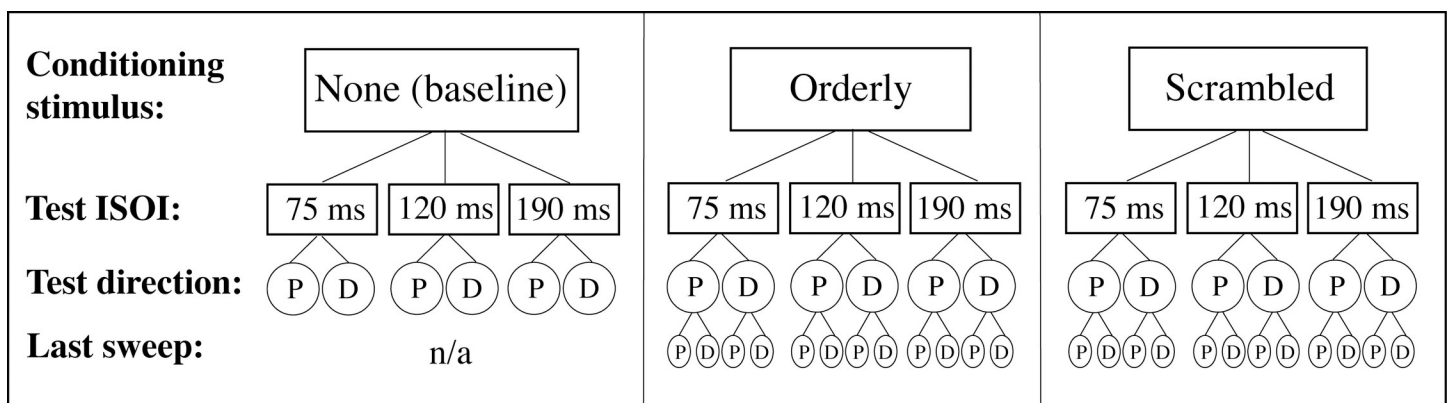 Conditioning
stimulus:
None (baseline) Orderly Scrambled
Test ISOI: 75 ms 120 ms 190 ms 75 ms 120 ms 190 ms 75 ms 120 ms 190 ms
Test direction: P D P D P D P D P D P D P D P D P D
Last sweep: n/a P D P D P D P D P D P D P D P D P D P D P D P D